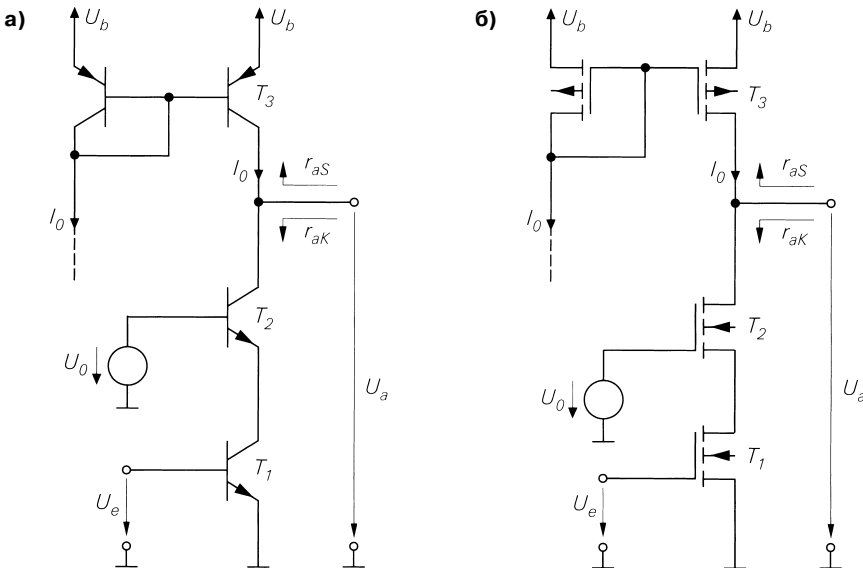 а)
U_b
U_b
T_3
I_0
r_aS
I_0
r_aK
T_2
U_0
U_a
T_1
U_e
б)
U_b
U_b
T_3
I_0
r_aS
I_0
r_aK
T_2
U_0
U_a
T_1
U_e